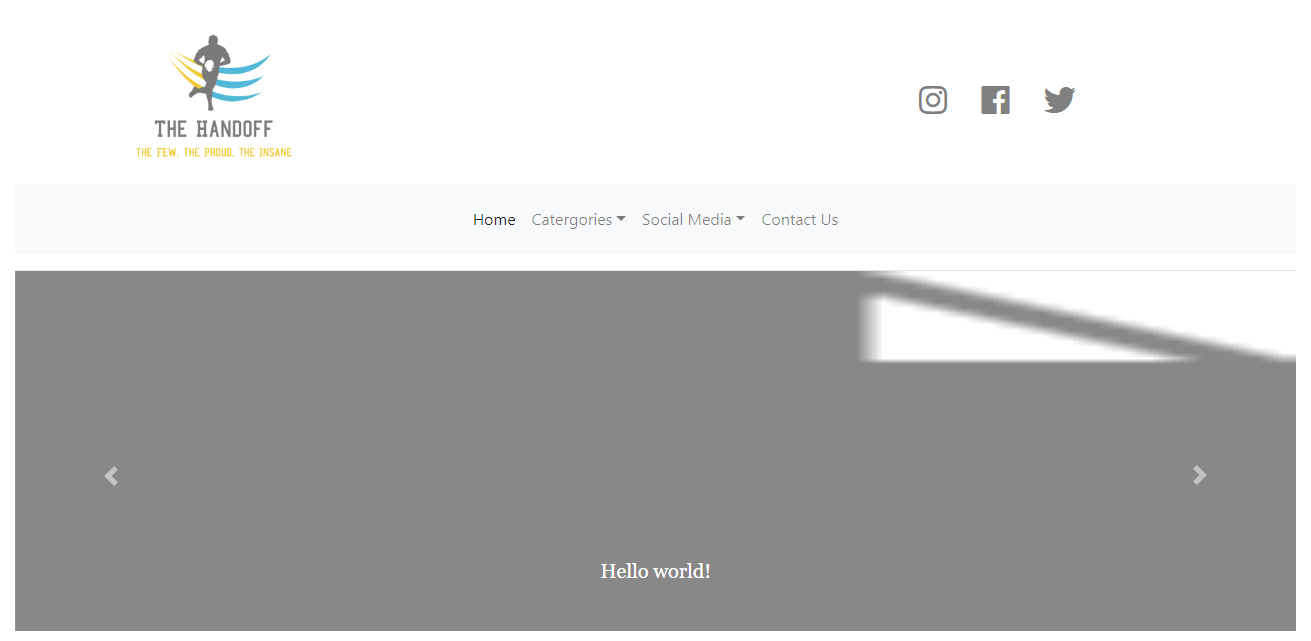 THE HANDOFF
THE FEW. THE PROUD. THE INSANE
Home Catergories Social Media Contact Us
Hello world!